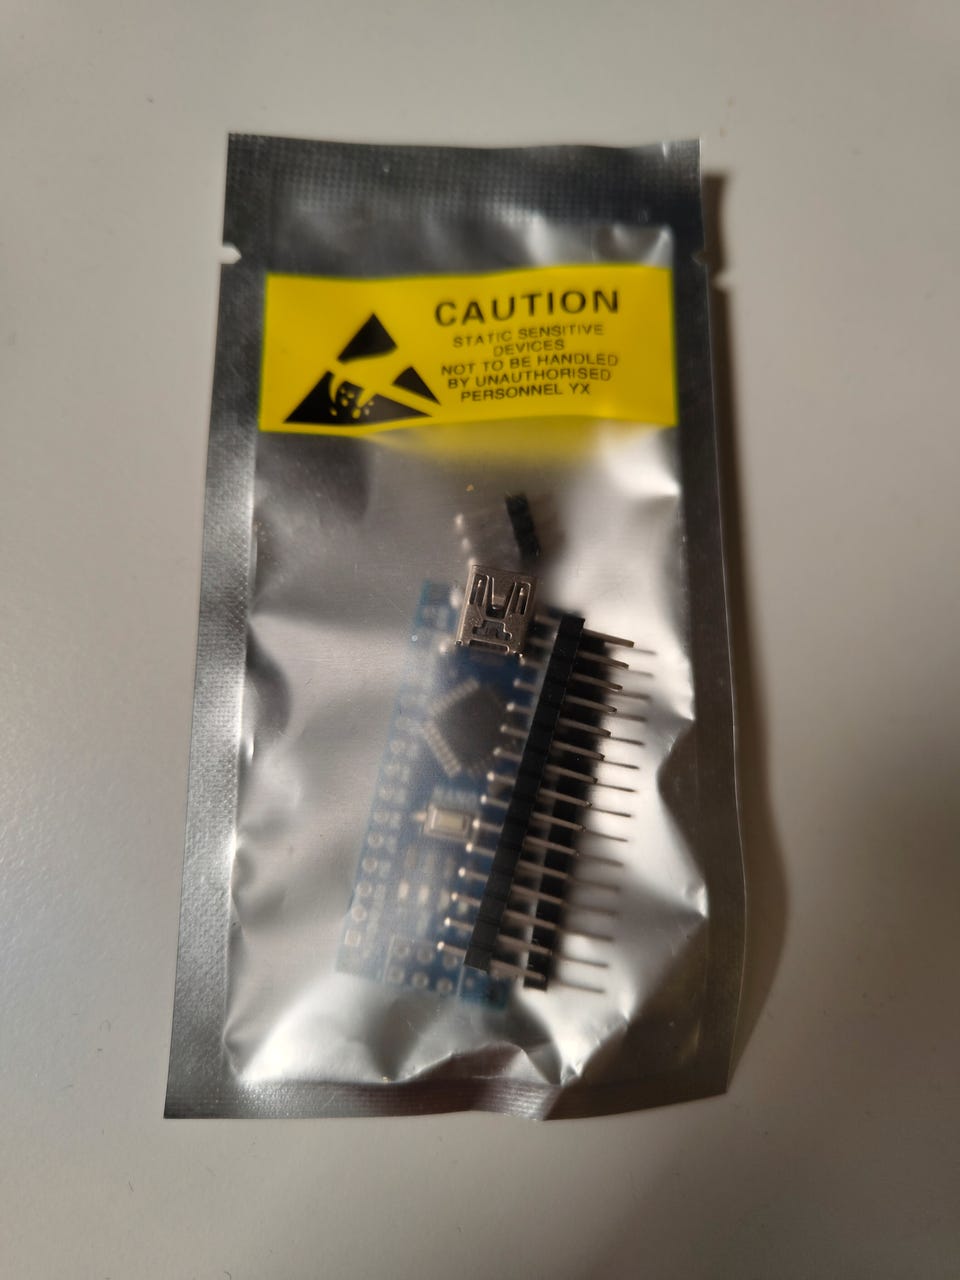 CAUTION
STATIC SENSITIVE
DEVICES
NOT TO BE HANDLED
BY UNAUTHORISED
PERSONNEL YX